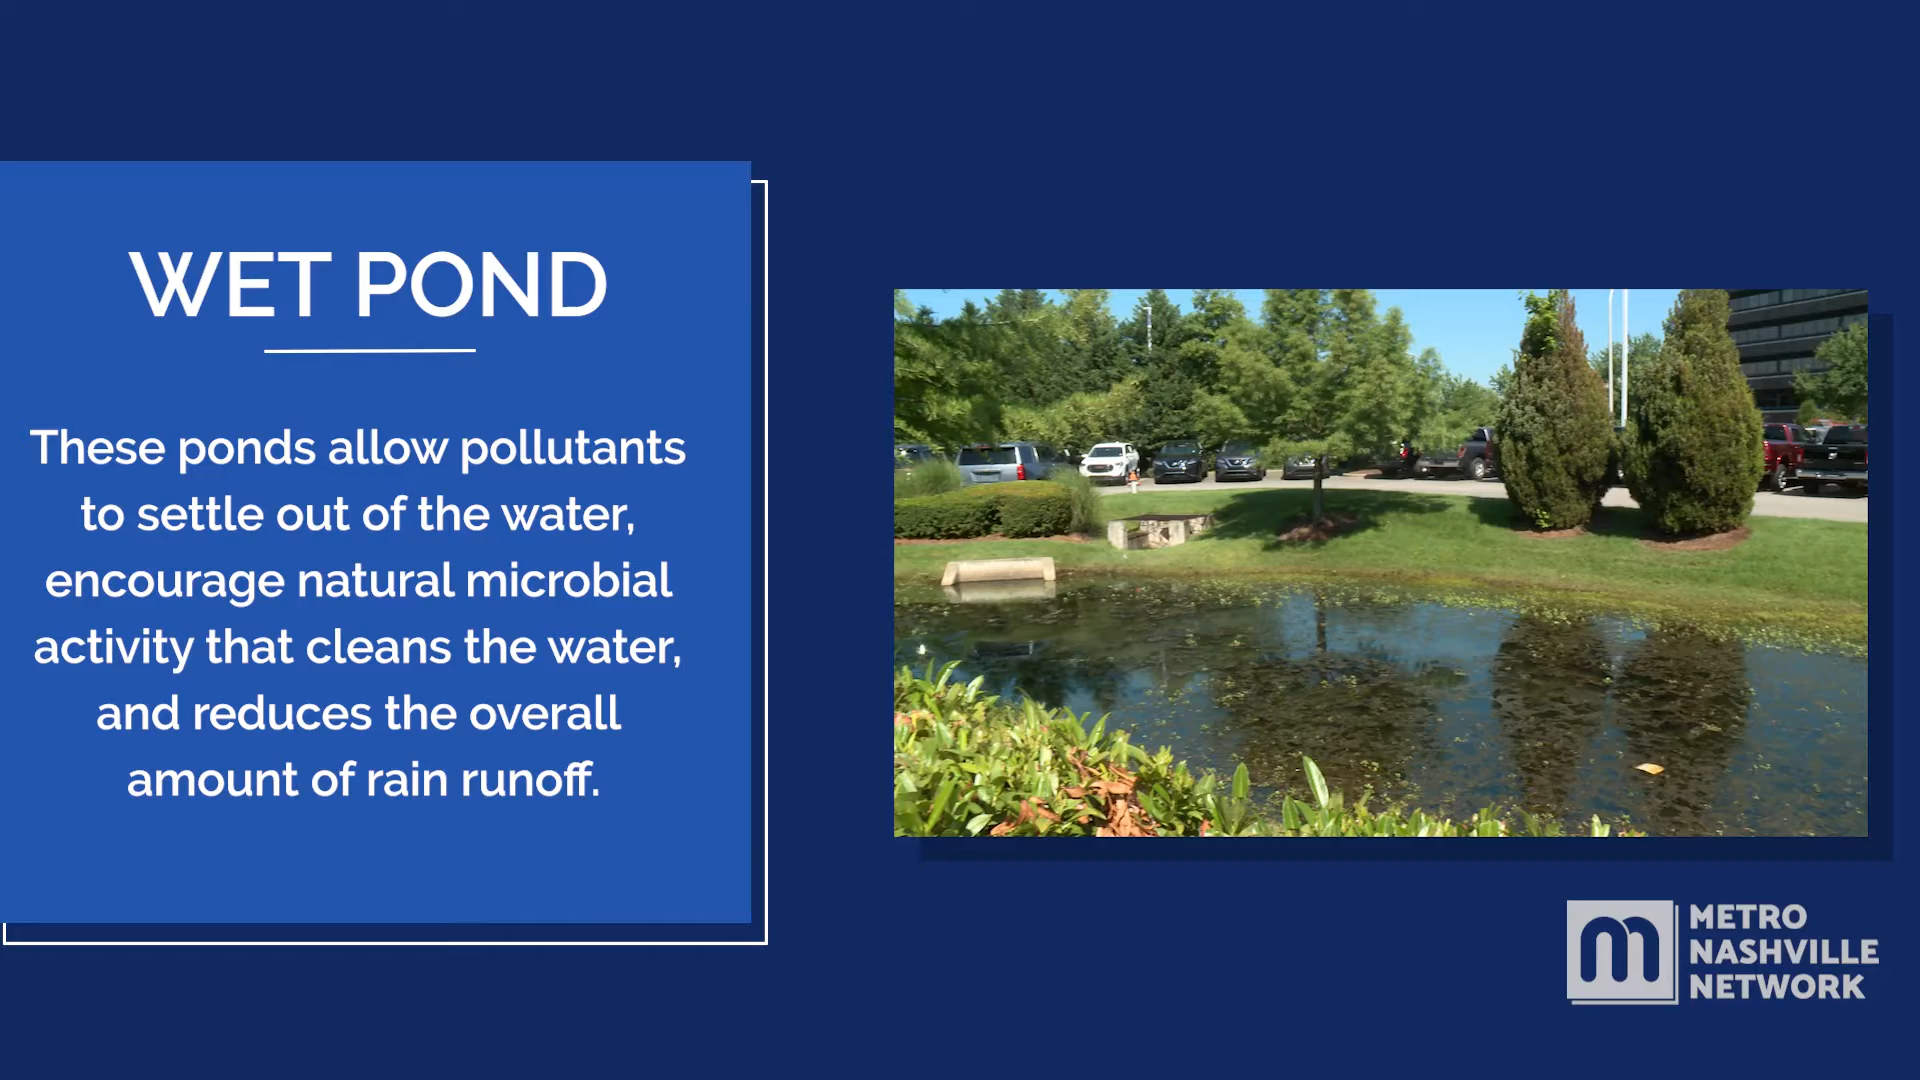 WET POND
These ponds allow pollutants
to settle out of the water,
encourage natural microbial
activity that cleans the water,
and reduces the overall
amount of rain runoff.
METRO
NASHVILLE
NETWORK